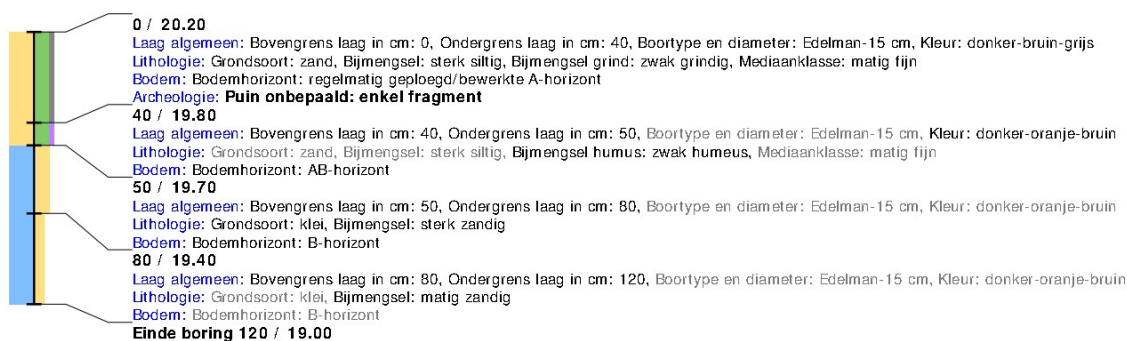 0 / 20.20
Laag algemeen: Bovengrens laag in cm: 0, Ondergrens laag in cm: 40, Boortype en diameter: Edelman-15 cm, Kleur: donker-bruin-grijs
Lithologie: Grondsoort: zand, Bijmengsel: sterk siltig, Bijmengsel grind: zwak grindig, Mediaanklasse: matig fijn
Bodem: Bodemhorizont: regelmatig geploegd/bewerkte A-horizont
Archeologie: Puin onbepaald: enkel fragment
40 / 19.80
Laag algemeen: Bovengrens laag in cm: 40, Ondergrens laag in cm: 50, Boortype en diameter: Edelman-15 cm, Kleur: donker-oranje-bruin
Lithologie: Grondsoort: zand, Bijmengsel: sterk siltig, Bijmengsel humus: zwak humeus, Mediaanklasse: matig fijn
Bodem: Bodemhorizont: AB-horizont
50 / 19.70
Laag algemeen: Bovengrens laag in cm: 50, Ondergrens laag in cm: 80, Boortype en diameter: Edelman-15 cm, Kleur: donker-oranje-bruin
Lithologie: Grondsoort: klei, Bijmengsel: sterk zandig
Bodem: Bodemhorizont: B-horizont
80 / 19.40
Laag algemeen: Bovengrens laag in cm: 80, Ondergrens laag in cm: 120, Boortype en diameter: Edelman-15 cm, Kleur: donker-oranje-bruin
Lithologie: Grondsoort: klei, Bijmengsel: matig zandig
Bodem: Bodemhorizont: B-horizont
Einde boring 120 / 19.00